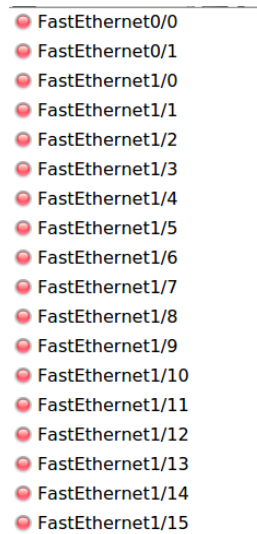 FastEthernet0/0
FastEthernet0/1
FastEthernet1/0
FastEthernet1/1
FastEthernet1/2
FastEthernet1/3
FastEthernet1/4
FastEthernet1/5
FastEthernet1/6
FastEthernet1/7
FastEthernet1/8
FastEthernet1/9
FastEthernet1/10
FastEthernet1/11
FastEthernet1/12
FastEthernet1/13
FastEthernet1/14
FastEthernet1/15